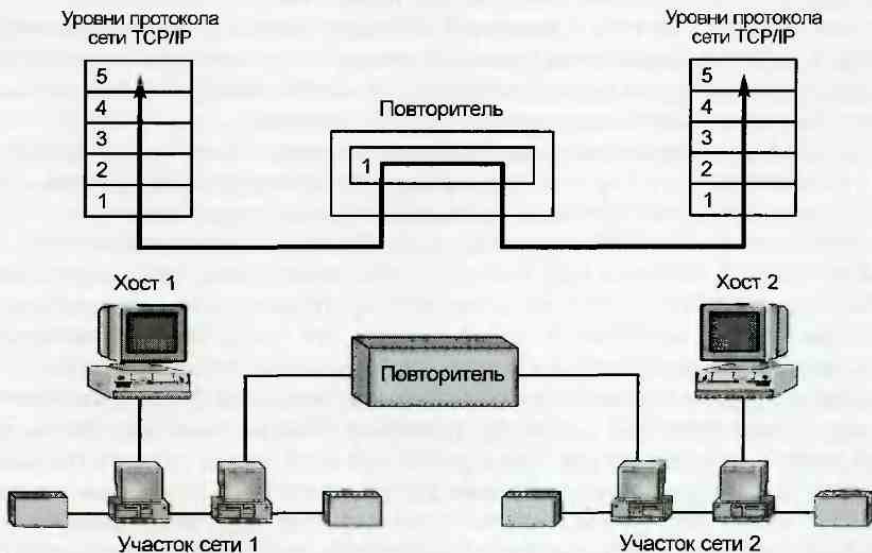 Уровни протокола
сети TCP/IP
Уровни протокола
сети TCP/IP
5
4
3
2
1
Повторитель
1
5
4
3
2
1
Хост 1
Хост 2
Повторитель
Участок сети 1
Участок сети 2